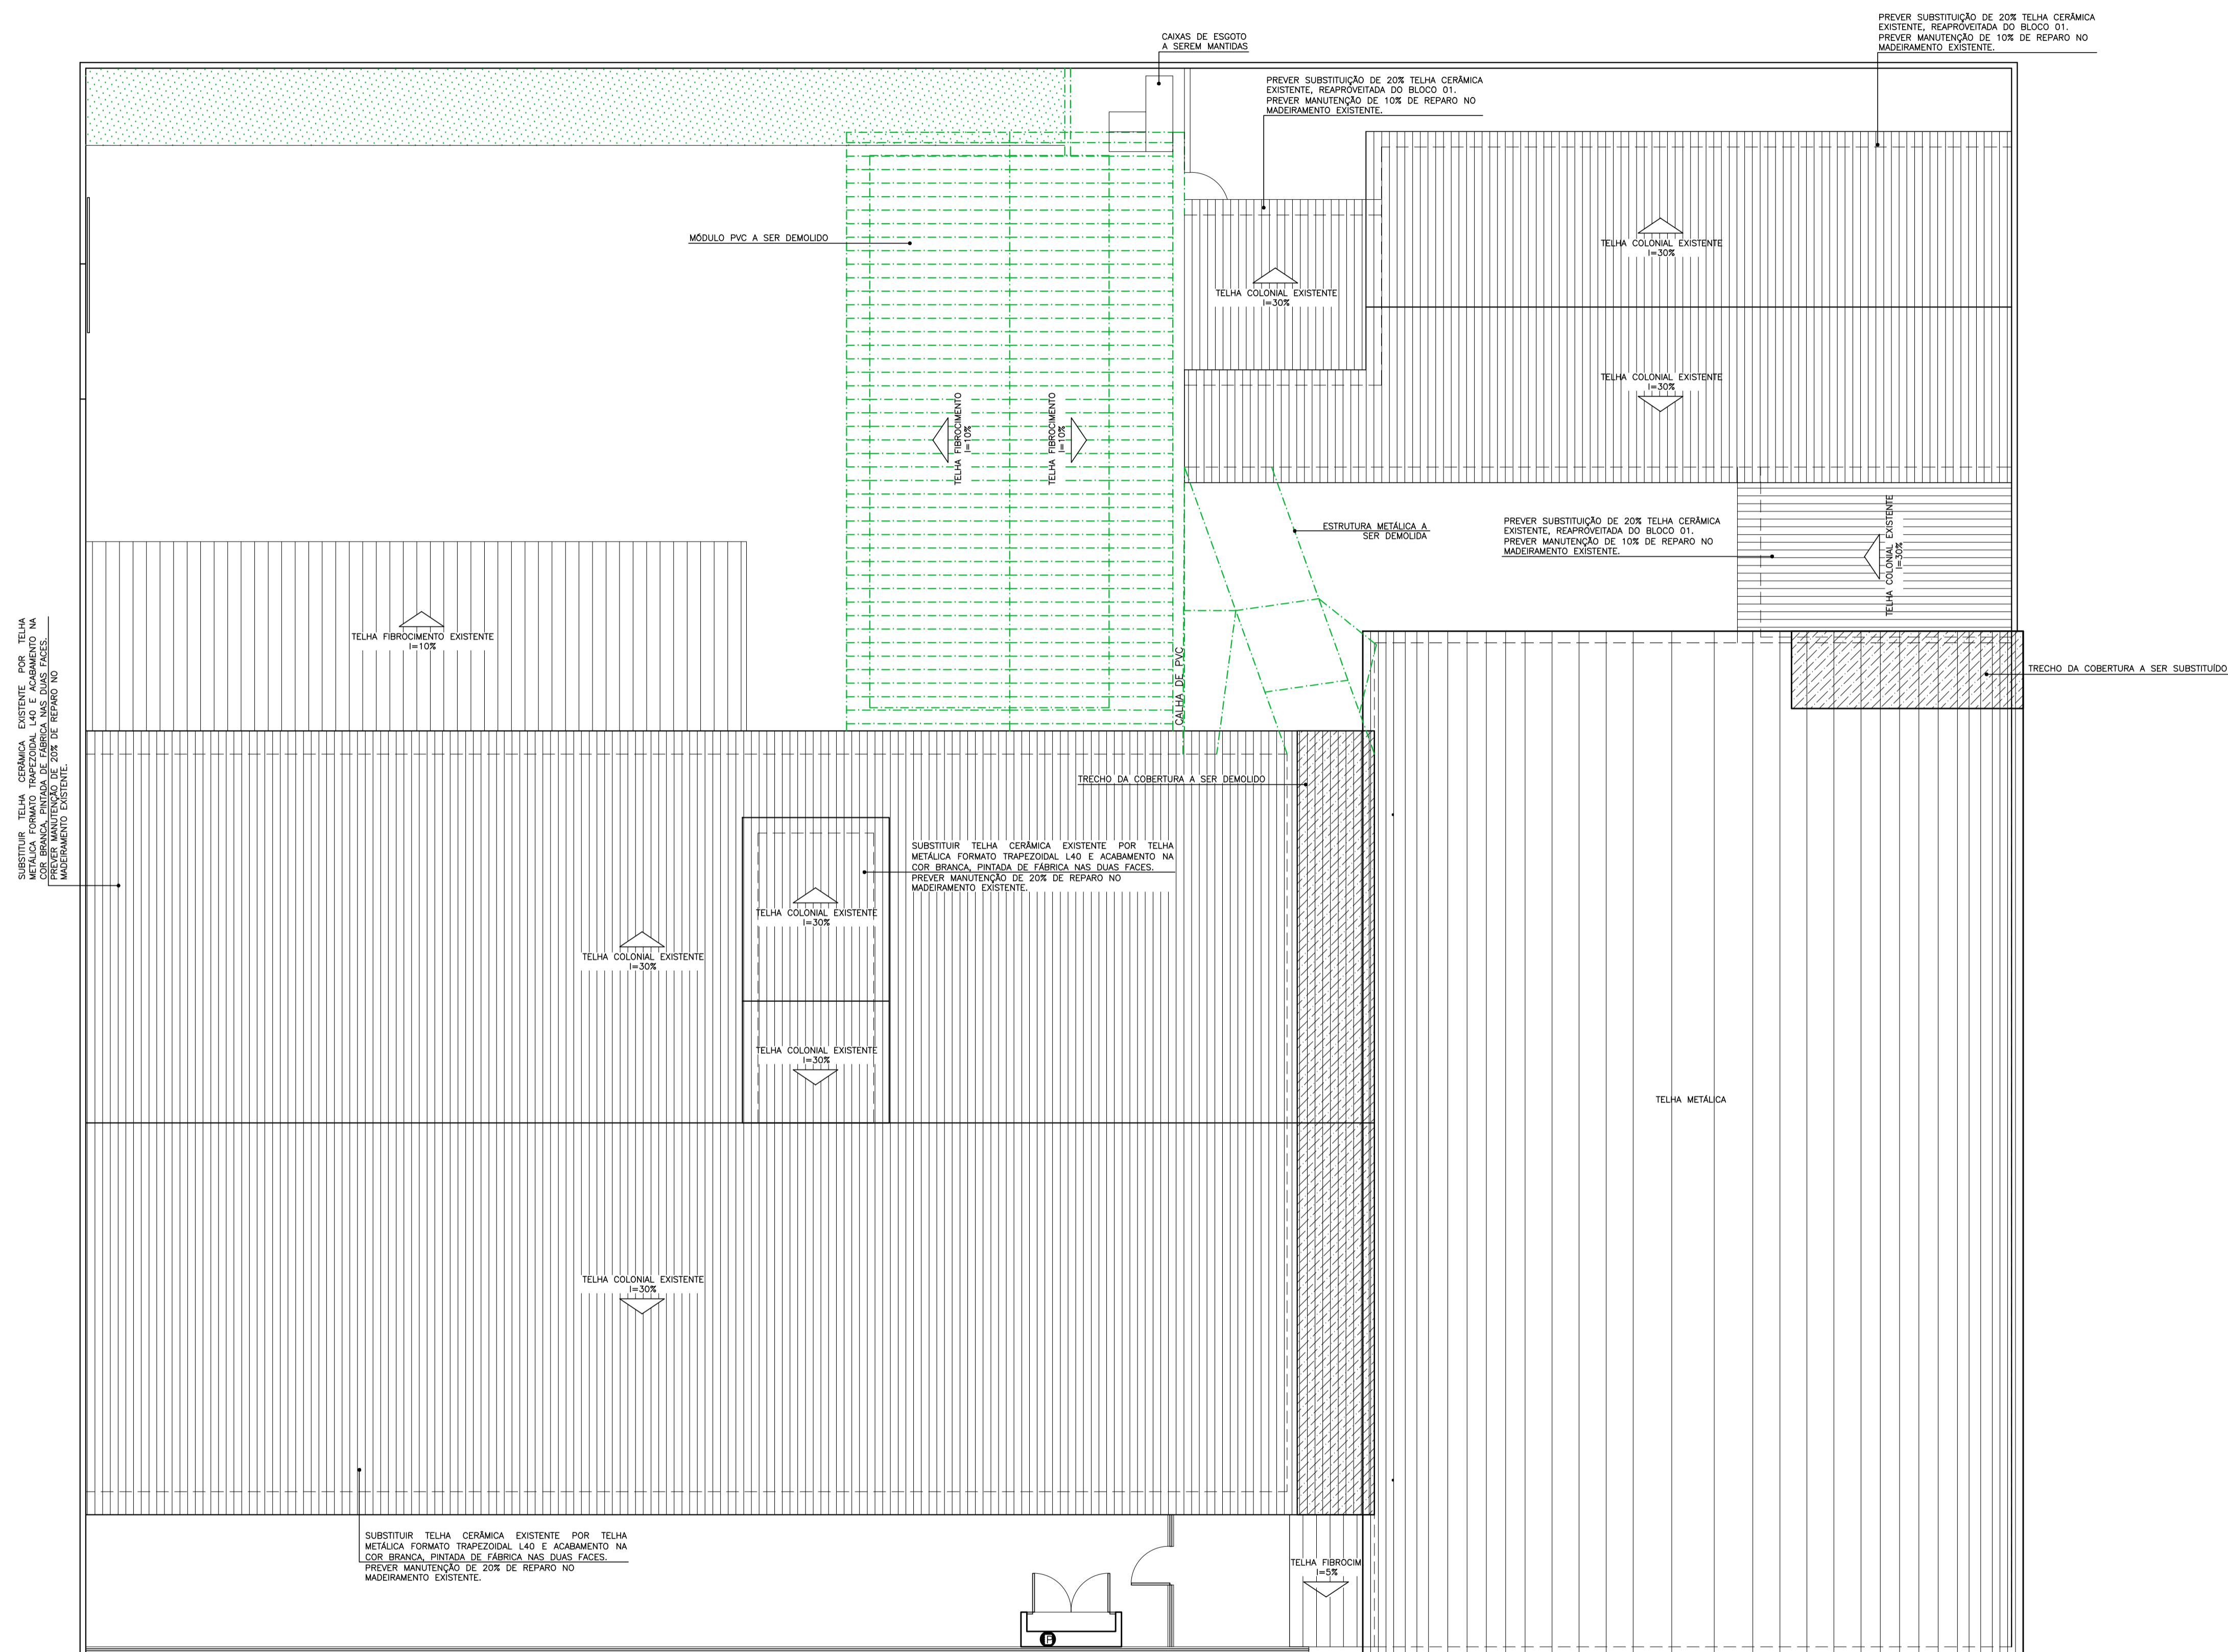 PREVER SUBSTITUIÇÃO DE 20% TELHA CERÂMICA
EXISTENTE, REAPROVEITADA DO BLOCO 01.
PREVER MANUTENÇÃO DE 10% DE REPARO NO
MADEIRAMENTO EXISTENTE.
CAIXAS DE ESGOTO
A SEREM MANTIDAS
PREVER SUBSTITUIÇÃO DE 20% TELHA CERÂMICA
EXISTENTE, REAPROVEITADA DO BLOCO 01.
PREVER MANUTENÇÃO DE 10% DE REPARO NO
MADEIRAMENTO EXISTENTE.
MÓDULO PVC A SER DEMOLIDO
TELHA COLONIAL EXISTENTE
I=30%
TELHA COLONIAL EXISTENTE
I=30%
TELHA COLONIAL EXISTENTE
I=30%
TELHA FIBROCIMENTO
I=10%
TELHA FIBROCIMENTO
I=10%
ESTRUTURA METÁLICA A
SER DEMOLIDA
PREVER SUBSTITUIÇÃO DE 20% TELHA CERÂMICA
EXISTENTE, REAPROVEITADA DO BLOCO 01.
PREVER MANUTENÇÃO DE 10% DE REPARO NO
MADEIRAMENTO EXISTENTE.
TELHA COLONIAL EXISTENTE
I=30%
TELHA FIBROCIMENTO EXISTENTE
I=10%
CALHA DE PVC
TRECHO DA COBERTURA A SER SUBSTITUÍDO
SUBSTITUIR TELHA CERÂMICA EXISTENTE POR TELHA
METÁLICA FORMATO TRAPEZOIDAL L40 E ACABAMENTO NA
COR BRANCA, PINTADA DE FÁBRICA NAS DUAS FACES.
PREVER MANUTENÇÃO DE 20% DE REPARO NO
MADEIRAMENTO EXISTENTE.
TRECHO DA COBERTURA A SER DEMOLIDO
SUBSTITUIR TELHA CERÂMICA EXISTENTE POR TELHA
METÁLICA FORMATO TRAPEZOIDAL L40 E ACABAMENTO NA
COR BRANCA, PINTADA DE FÁBRICA NAS DUAS FACES.
PREVER MANUTENÇÃO DE 20% DE REPARO NO
MADEIRAMENTO EXISTENTE.
TELHA COLONIAL EXISTENTE
I=30%
TELHA COLONIAL EXISTENTE
I=30%
TELHA COLONIAL EXISTENTE
I=30%
TELHA METÁLICA
TELHA COLONIAL EXISTENTE
I=30%
SUBSTITUIR TELHA CERÂMICA EXISTENTE POR TELHA
METÁLICA FORMATO TRAPEZOIDAL L40 E ACABAMENTO NA
COR BRANCA, PINTADA DE FÁBRICA NAS DUAS FACES.
PREVER MANUTENÇÃO DE 20% DE REPARO NO
MADEIRAMENTO EXISTENTE.
TELHA FIBROCIM
I=5%